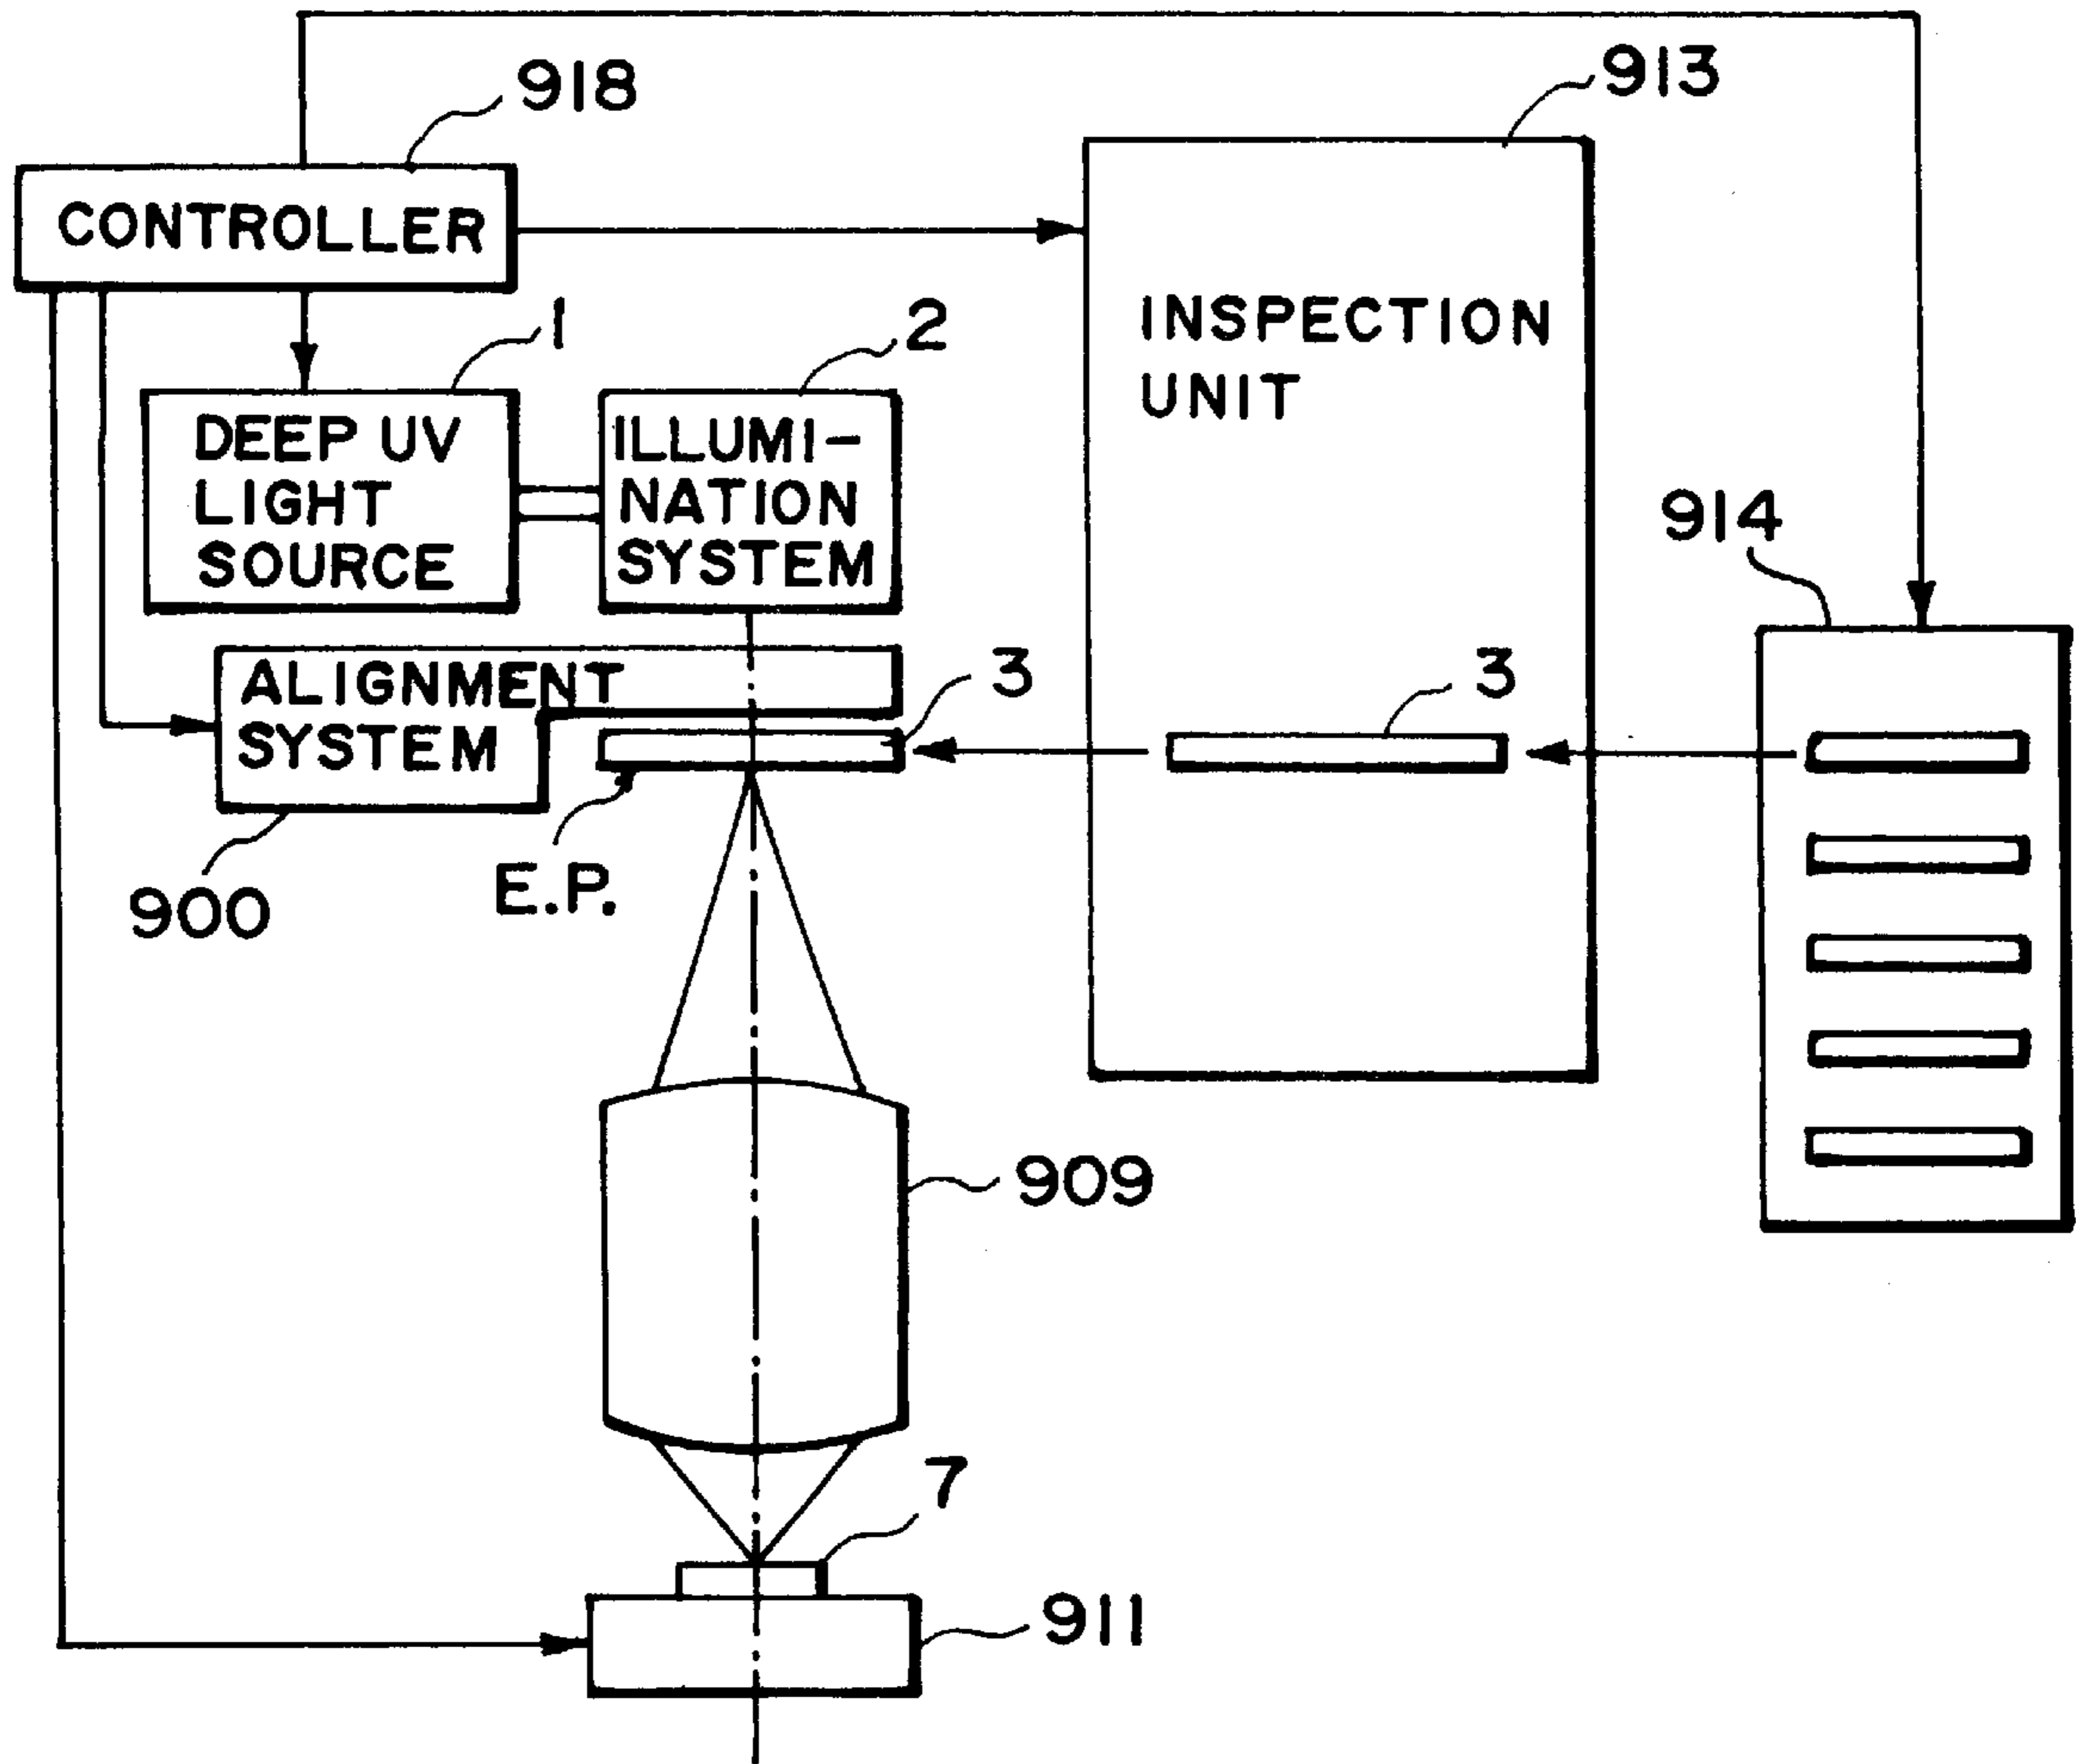 918
913
CONTROLLER
1
2
INSPECTION
UNIT
DEEP UV
LIGHT
SOURCE
ILLUMI-
NATION
SYSTEM
914
ALIGNMENT
SYSTEM
3
3
E.P.
900
909
7
911